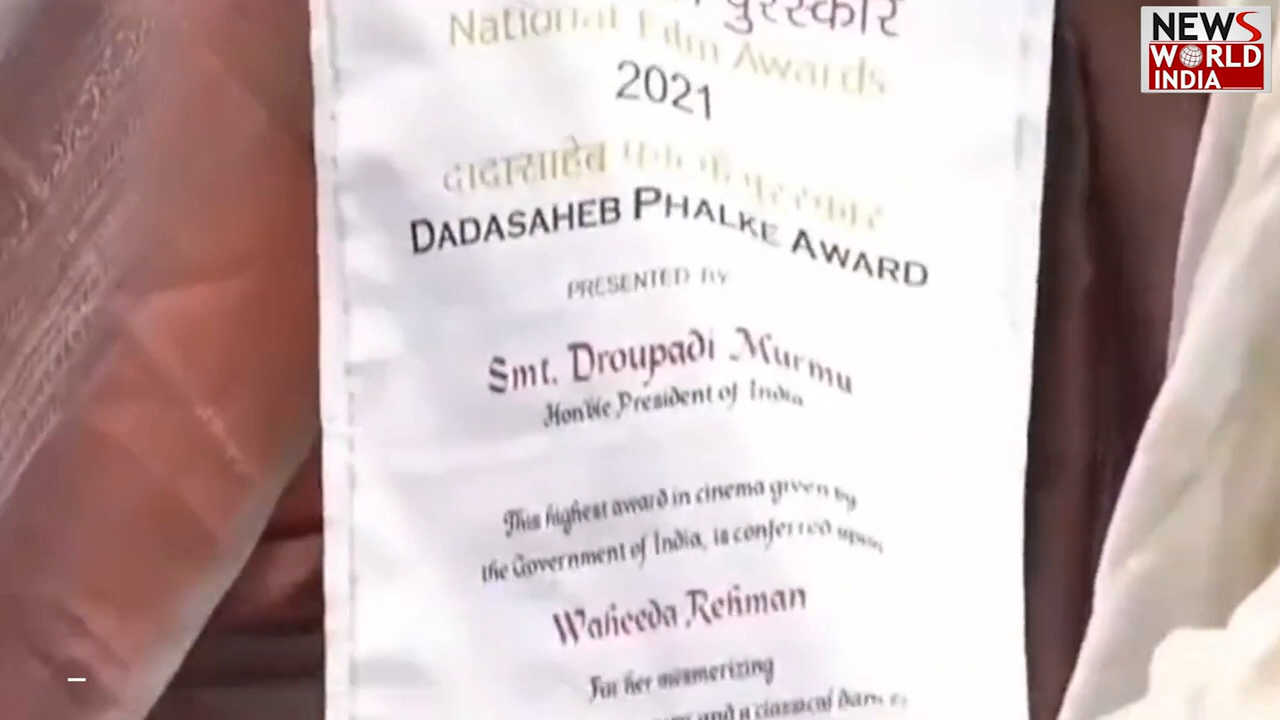 NEWS
WORLD
INDIA
पुरस्कार
National Film Awards
2021
दादासाहेब
DADASAHEB PHALKE AWARD
PRESENTED BY
Smt. Droupadi Murmu
Hon'ble President of India
This highest award in cinema given by
the Government of India, is conferred upon
Waheeda Rehman
For her mesmerizing
and a classical